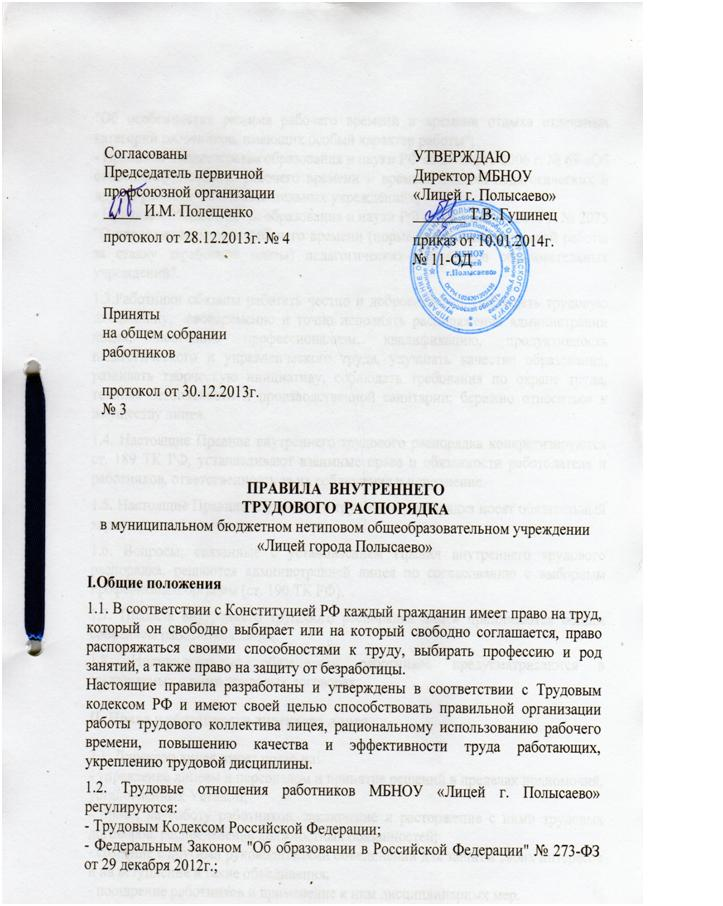 Согласованы
Председатель первичной
профсоюзной организации
И.М. Полещенко
протокол от 28.12.2013г. № 4
УТВЕРЖДАЮ
Директор МБНОУ
«Лицей г. Полысаево»
Т.В. Гушинец
приказ от 10.01.2014г.
№ 11-ОД
МБНОУ
"Лицей
г.Полысаево"
Приняты
на общем собрании
работников
протокол от 30.12.2013г.
№ 3
ПРАВИЛА ВНУТРЕННЕГО
ТРУДОВОГО РАСПОРЯДКА
в муниципальном бюджетном нетиповом общеобразовательном учреждении
«Лицей города Полысаево»
I.Общие положения
1.1. В соответствии с Конституцией РФ каждый гражданин имеет право на труд,
который он свободно выбирает или на который свободно соглашается, право
распоряжаться своими способностями к труду, выбирать профессию и род
занятий, а также право на защиту от безработицы.
Настоящие правила разработаны и утверждены в соответствии с Трудовым
кодексом РФ и имеют своей целью способствовать правильной организации
работы трудового коллектива лицея, рациональному использованию рабочего
времени, повышению качества и эффективности труда работающих,
укреплению трудовой дисциплины.
1.2. Трудовые отношения работников МБНОУ «Лицей г. Полысаево»
регулируются:
- Трудовым Кодексом Российской Федерации;
- Федеральным Законом "Об образовании в Российской Федерации" № 273-ФЗ
от 29 декабря 2012г.;